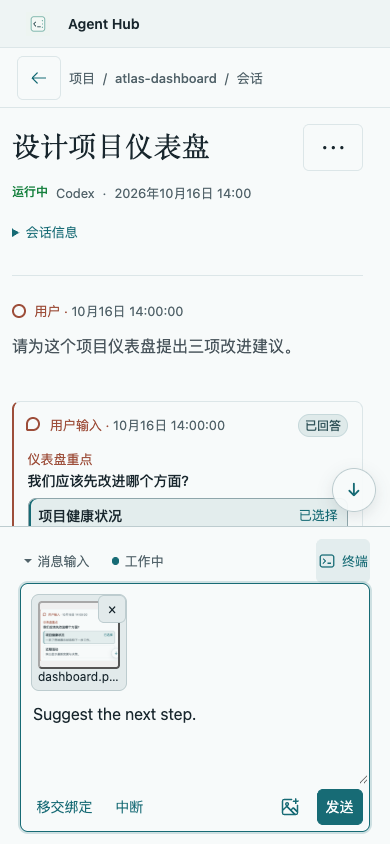 Agent Hub
项目 / atlas-dashboard / 会话
设计项目仪表盘
运行中 Codex · 2026年10月16日 14:00
会话信息
用户 · 10月16日 14:00:00
请为这个项目仪表盘提出三项改进建议。
用户输入 · 10月16日 14:00:00 已回答
仪表盘重点
我们应该先改进哪个方面?
项目健康状况 已选择
消息输入 工作中 终端
dashboard.p...
Suggest the next step.
移交绑定 中断 发送